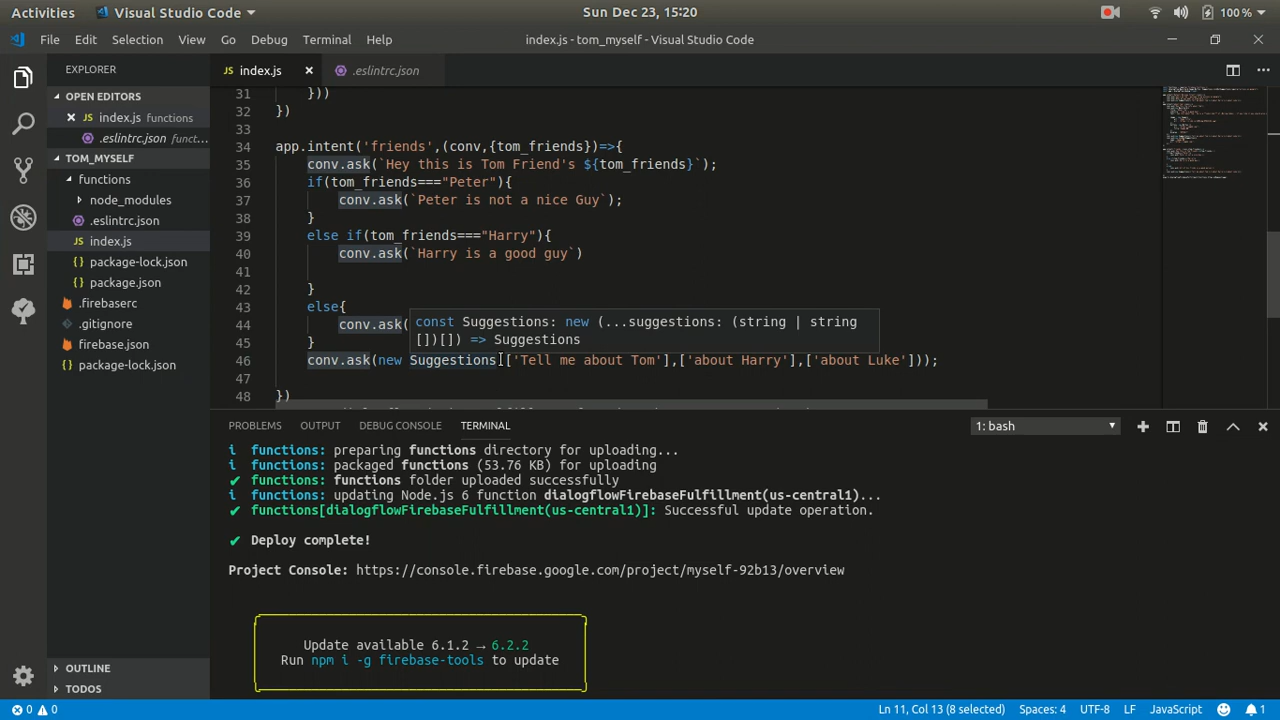 Activities Visual Studio Code Sun Dec 23, 15:20 100 %
File Edit Selection View Go Debug Terminal Help index.js - tom_myself - Visual Studio Code
EXPLORER
OPEN EDITORS
index.js functions
.eslintrc.json funct...
TOM_MYSELF
functions
node_modules
.eslintrc.json
index.js
package-lock.json
package.json
.firebaserc
.gitignore
firebase.json
package-lock.json
OUTLINE
TODOS
JS index.js .eslintrc.json
31 }))
32 })
33
34 app.intent('friends',(conv,{tom_friends})=>{
35 conv.ask(`Hey this is Tom Friend's ${tom_friends}`);
36 if(tom_friends==="Peter"){
37 conv.ask(`Peter is not a nice Guy`);
38 }
39 else if(tom_friends==="Harry"){
40 conv.ask(`Harry is a good guy`)
41
42 }
43 else{
const Suggestions: new (...suggestions: (string | string
[])[]) => Suggestions
44 conv.ask(
45 }
46 conv.ask(new Suggestions(['Tell me about Tom'],['about Harry'],['about Luke']));
47
48 })
PROBLEMS OUTPUT DEBUG CONSOLE TERMINAL 1: bash
i functions: preparing functions directory for uploading...
i functions: packaged functions (53.76 KB) for uploading
✔ functions: functions folder uploaded successfully
i functions: updating Node.js 6 function dialogflowFirebaseFulfillment(us-central1)...
✔ functions[dialogflowFirebaseFulfillment(us-central1)]: Successful update operation.
✔ Deploy complete!
Project Console: https://console.firebase.google.com/project/myself-92b13/overview
Update available 6.1.2 → 6.2.2
Run npm i -g firebase-tools to update
0 0 Ln 11, Col 13 (8 selected) Spaces: 4 UTF-8 LF JavaScript 1